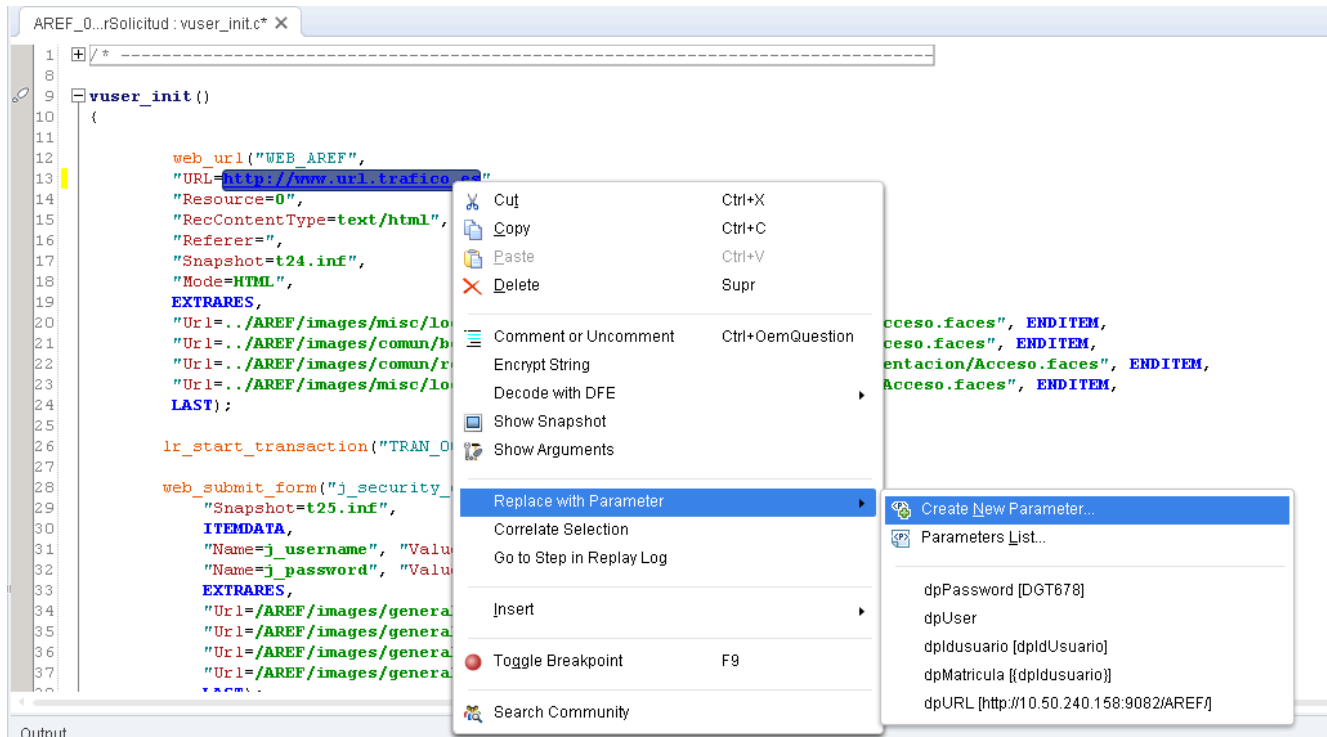 AREF_0...rSolicitud : vuser_init.c*
1 /* ----------------------------------------------------------------------------------
8
9 vuser_init()
10 {
11
12 web_url("WEB_AREF",
13 "URL=http://www.url.trafico.es"
14 "Resource=0",
15 "RecContentType=text/html",
16 "Referer=",
17 "Snapshot=t24.inf",
18 "Mode=HTML",
19 EXTRARES,
20 "Url=../AREF/images/misc/lo cceso.faces", ENDITEM,
21 "Url=../AREF/images/comun/b ceso.faces", ENDITEM,
22 "Url=../AREF/images/comun/r entacion/Acceso.faces", ENDITEM,
23 "Url=../AREF/images/misc/lo Acceso.faces", ENDITEM,
24 LAST);
25
26 lr_start_transaction("TRAN_0
27
28 web_submit_form("j_security_
29 "Snapshot=t25.inf",
30 ITEMDATA,
31 "Name=j_username", "Valu
32 "Name=j_password", "Valu
33 EXTRARES,
34 "Url=/AREF/images/general
35 "Url=/AREF/images/general
36 "Url=/AREF/images/general
37 "Url=/AREF/images/general
LAST);
Cut Ctrl+X
Copy Ctrl+C
Paste Ctrl+V
Delete Supr
Comment or Uncomment Ctrl+OemQuestion
Encrypt String
Decode with DFE
Show Snapshot
Show Arguments
Replace with Parameter
Correlate Selection
Go to Step in Replay Log
Insert
Toggle Breakpoint F9
Search Community
Create New Parameter...
Parameters List...
dpPassword [DGT678]
dpUser
dpIdusuario [dpIdUsuario]
dpMatricula [{dpIdusuario}]
dpURL [http://10.50.240.158:9082/AREF/]
Output